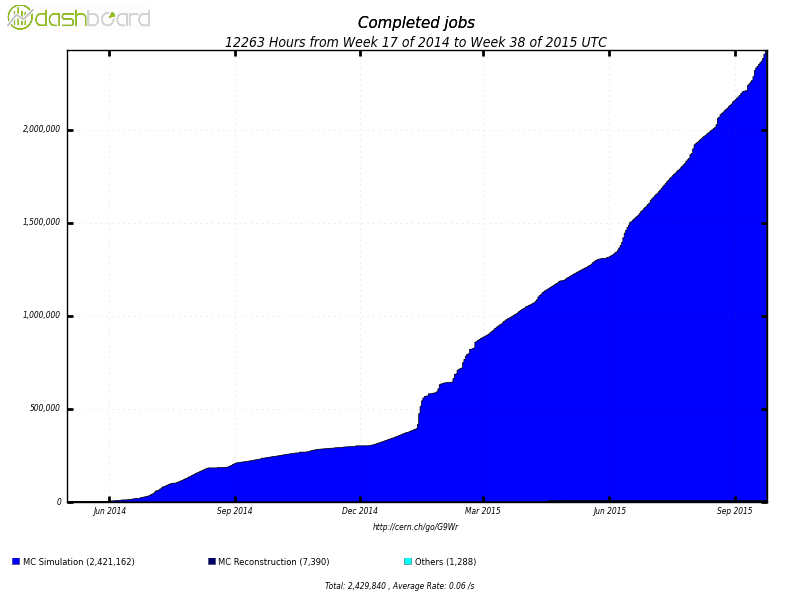 dashboard
Completed jobs
12263 Hours from Week 17 of 2014 to Week 38 of 2015 UTC
2,000,000
1,500,000
1,000,000
500,000
0
Jun 2014 Sep 2014 Dec 2014 Mar 2015 Jun 2015 Sep 2015
http://cern.ch/go/G9Wr
MC Simulation (2,421,162) MC Reconstruction (7,390) Others (1,288)
Total: 2,429,840 , Average Rate: 0.06 /s